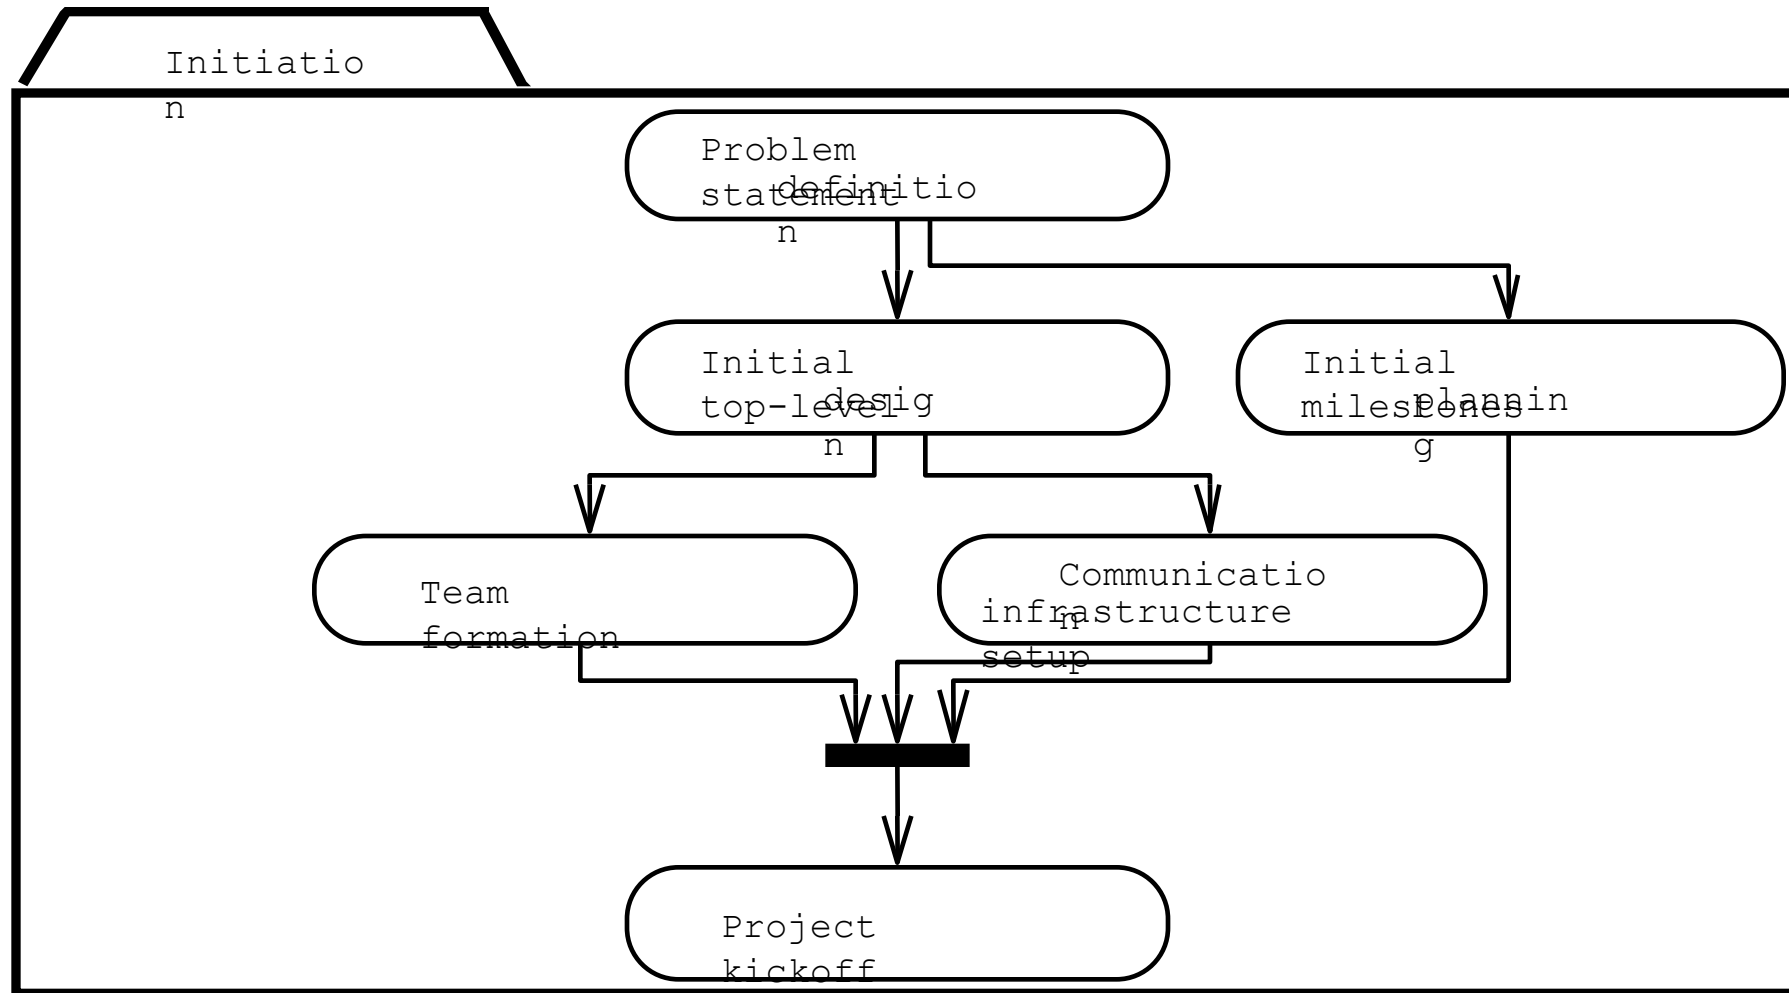 Initiatio
n
Problem
statement
definitio
n
Initial
top-level
desig
n
Initial
milestones
plannin
g
Team
formation
Communicatio
n
infrastructure
setup
Project
kickoff